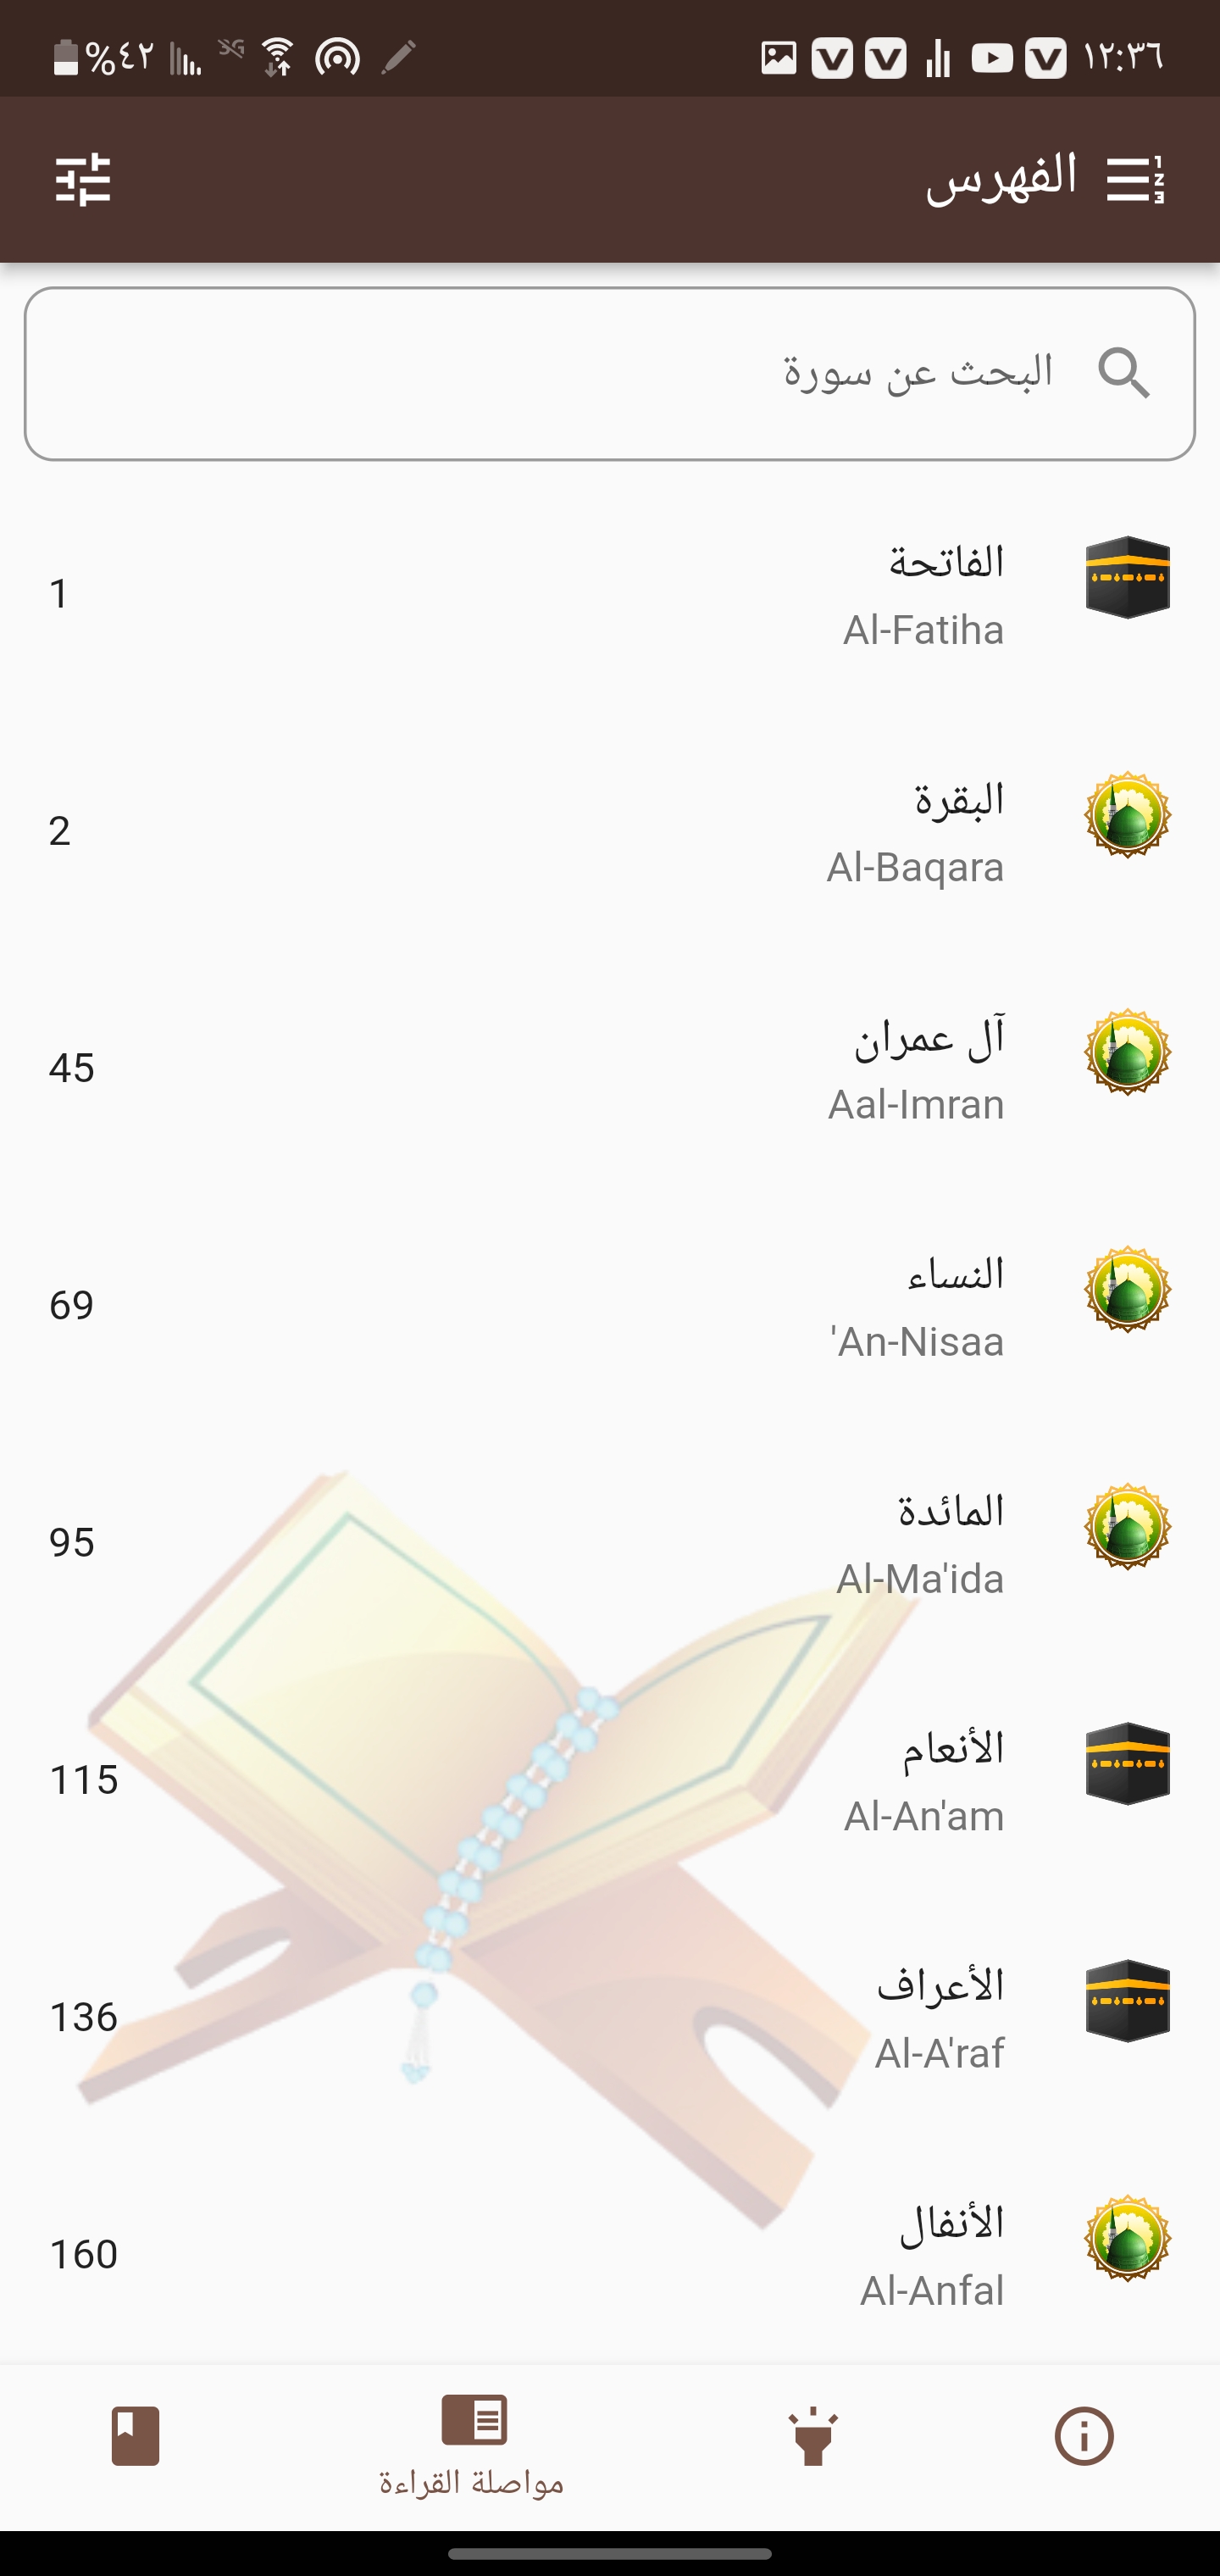 ١٢:٣٦
%٤٢
الفهرس
البحث عن سورة
الفاتحة
Al-Fatiha
1
البقرة
Al-Baqara
2
آل عمران
Aal-Imran
45
النساء
'An-Nisaa
69
المائدة
Al-Ma'ida
95
الأنعام
Al-An'am
115
الأعراف
Al-A'raf
136
الأنفال
Al-Anfal
160
مواصلة القراءة